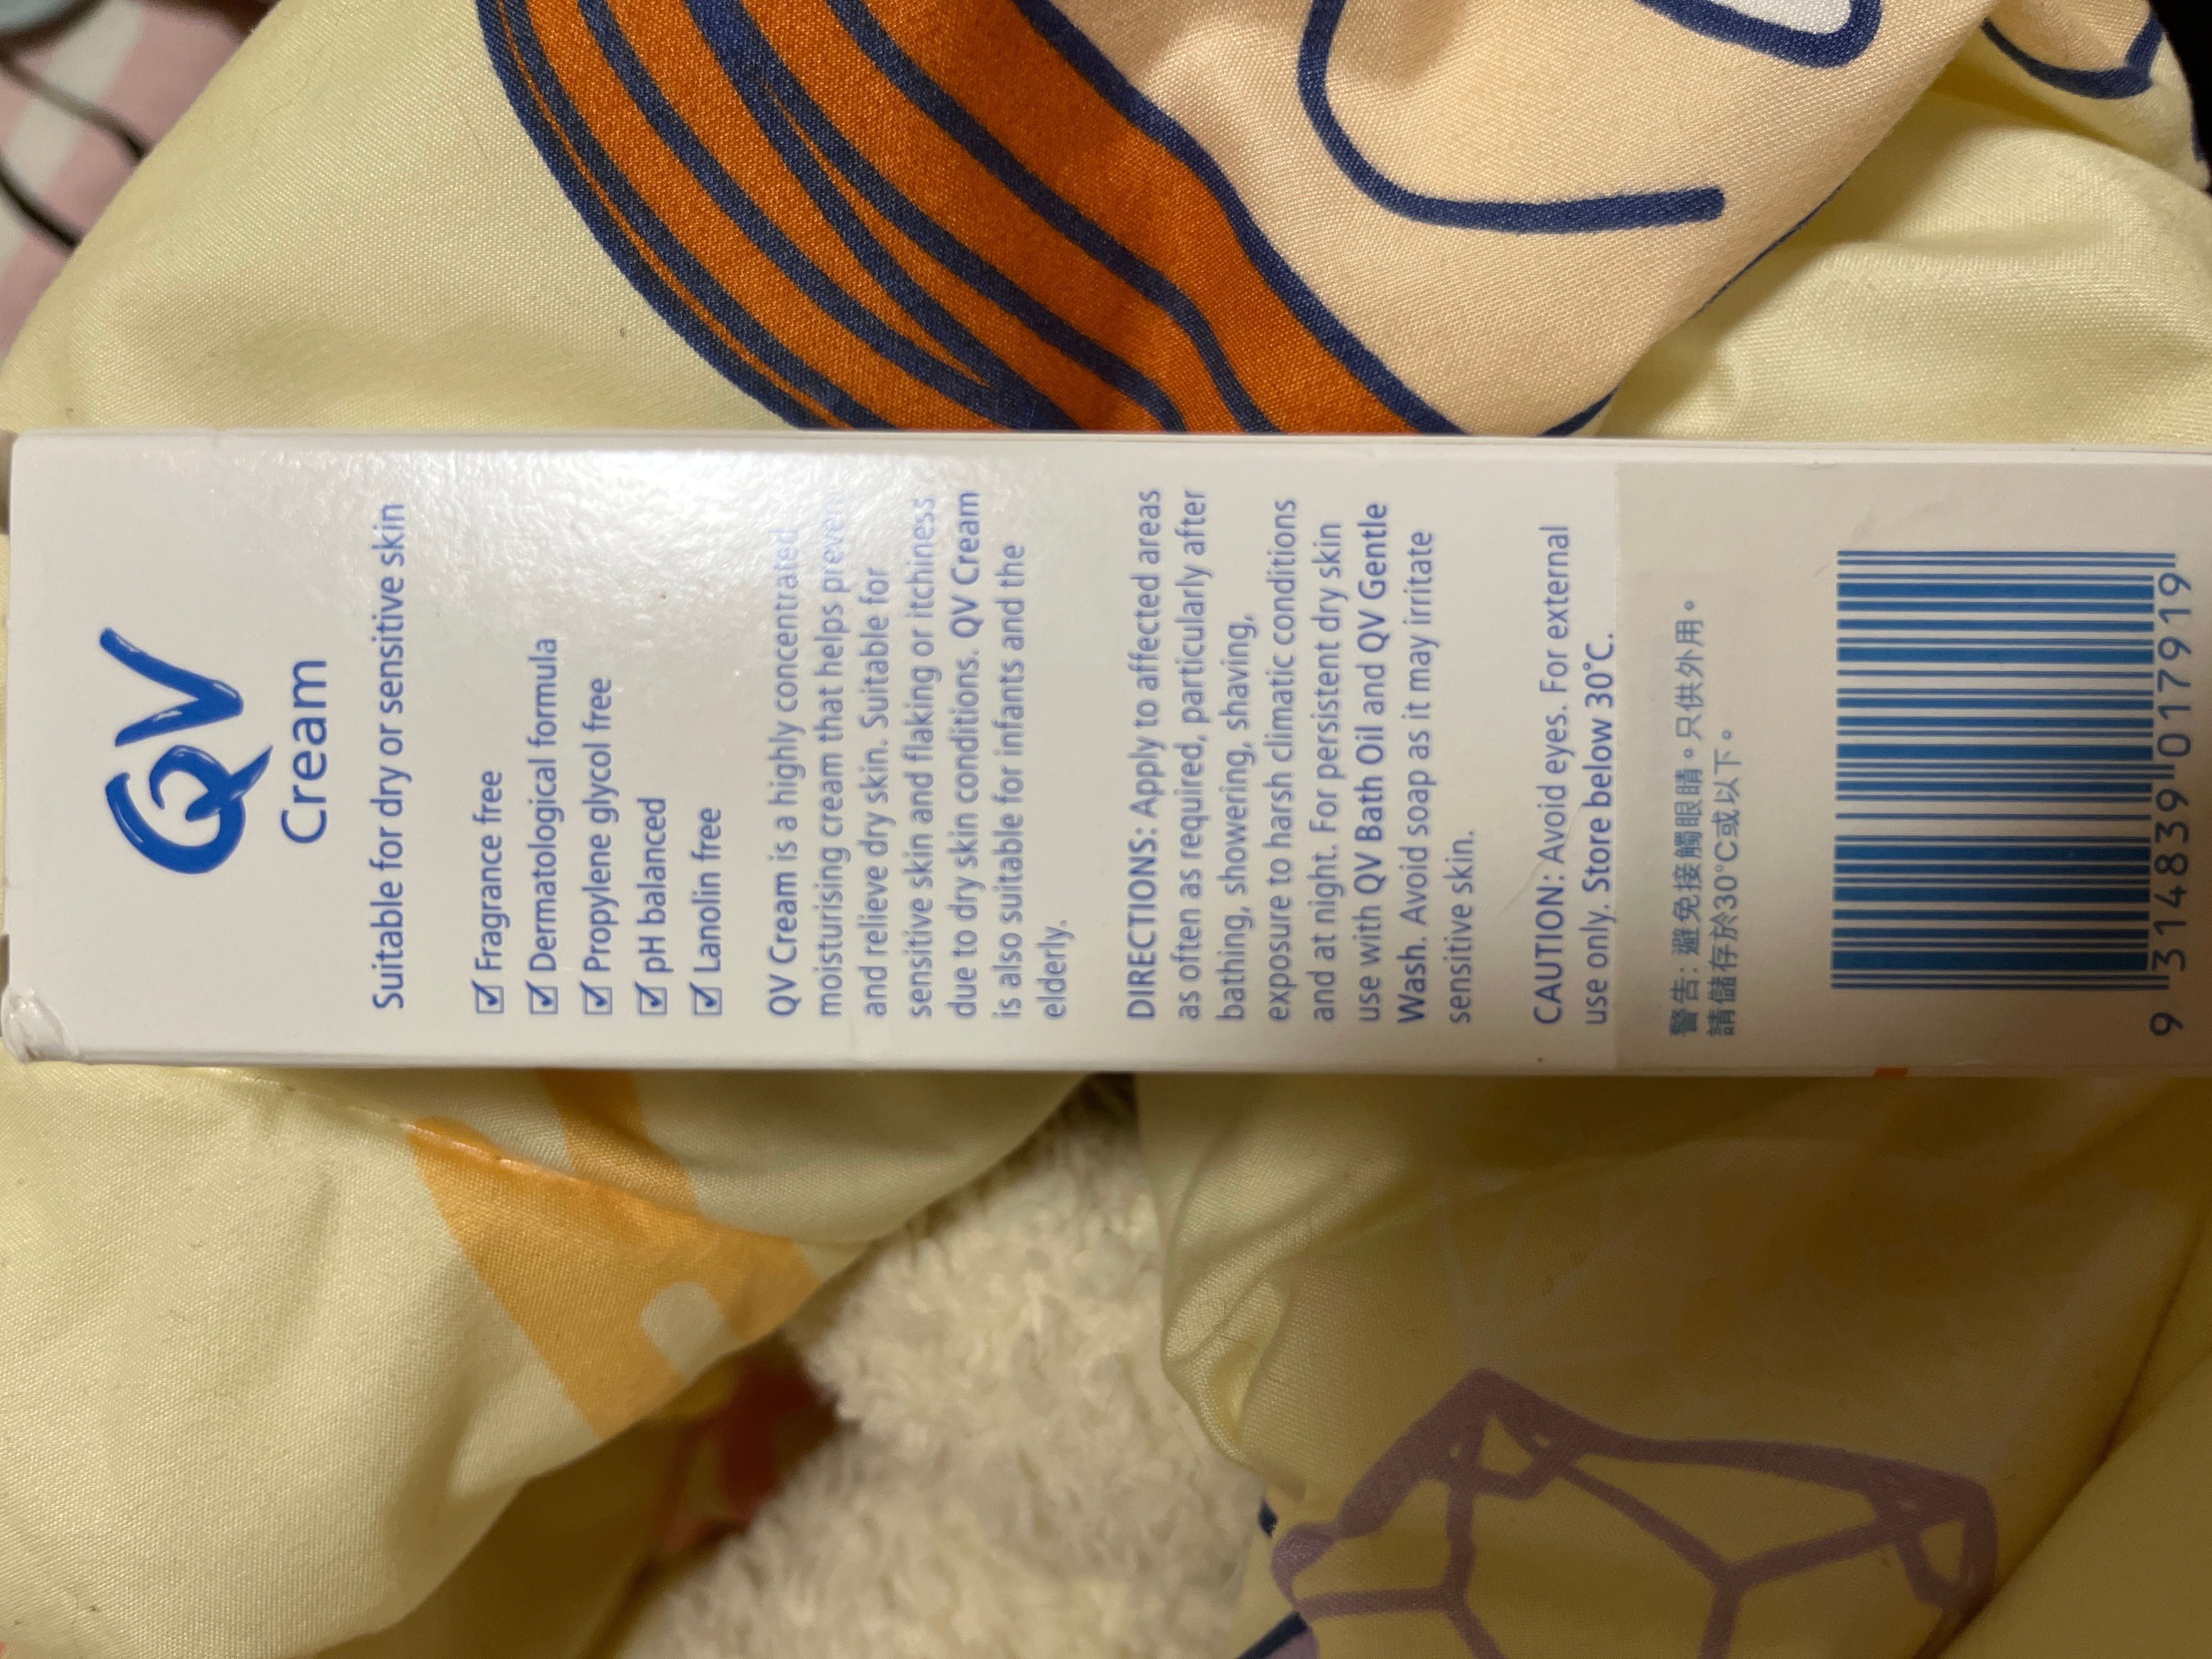 QV
Cream
Suitable for dry or sensitive skin
☑ Fragrance free
☑ Dermatological formula
☑ Propylene glycol free
☑ pH balanced
☑ Lanolin free
QV Cream is a highly concentrated
moisturising cream that helps prevent
and relieve dry skin. Suitable for
sensitive skin and flaking or itchiness
due to dry skin conditions. QV Cream
is also suitable for infants and the
elderly.
DIRECTIONS: Apply to affected areas
as often as required, particularly after
bathing, showering, shaving,
exposure to harsh climatic conditions
and at night. For persistent dry skin
use with QV Bath Oil and QV Gentle
Wash. Avoid soap as it may irritate
sensitive skin.
CAUTION: Avoid eyes. For external
use only. Store below 30°C.
警告: 避免接觸眼睛。只供外用。
請儲存於30°C或以下。
9 314839 017919